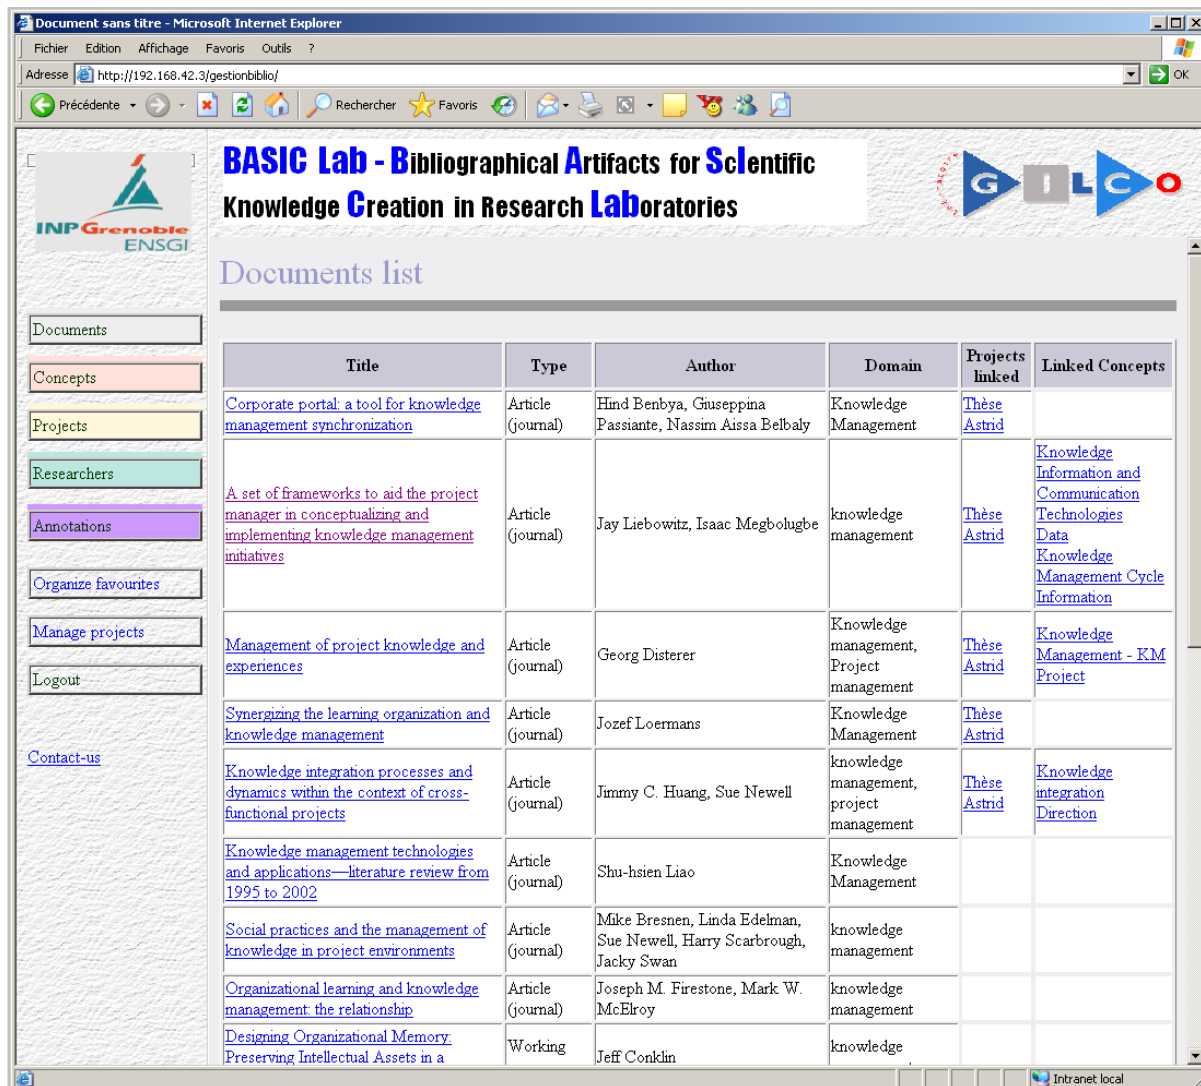 Document sans titre - Microsoft Internet Explorer
Fichier Edition Affichage Favoris Outils ?
Adresse http://192.168.42.3/gestionbiblio/ OK
Précédente Rechercher Favoris
INPGrenoble
ENSGI
BASIC Lab - Bibliographical Artifacts for ScIentific
Knowledge Creation in Research LABoratories
GILCO
Documents list
Documents
Concepts
Projects
Researchers
Annotations
Organize favourites
Manage projects
Logout
Contact-us
Title Type Author Domain Projects linked Linked Concepts
Corporate portal: a tool for knowledge
management synchronization
Article
(journal)
Hind Benbya, Giuseppina
Passiante, Nassim Aissa Belbaly
Knowledge
Management
Thèse
Astrid
A set of frameworks to aid the project
manager in conceptualizing and
implementing knowledge management
initiatives
Article
(journal)
Jay Liebowitz, Isaac Megbolugbe
knowledge
management
Thèse
Astrid
Knowledge
Information and
Communication
Technologies
Data
Knowledge
Management Cycle
Information
Management of project knowledge and
experiences
Article
(journal)
Georg Disterer
Knowledge
management,
Project
management
Thèse
Astrid
Knowledge
Management - KM
Project
Synergizing the learning organization and
knowledge management
Article
(journal)
Jozef Loermans
Knowledge
Management
Thèse
Astrid
Knowledge integration processes and
dynamics within the context of cross-
functional projects
Article
(journal)
Jimmy C. Huang, Sue Newell
knowledge
management,
project
management
Thèse
Astrid
Knowledge
integration
Direction
Knowledge management technologies
and applications—literature review from
1995 to 2002
Article
(journal)
Shu-hsien Liao
Knowledge
Management
Social practices and the management of
knowledge in project environments
Article
(journal)
Mike Bresnen, Linda Edelman,
Sue Newell, Harry Scarbrough,
Jacky Swan
knowledge
management
Organizational learning and knowledge
management: the relationship
Article
(journal)
Joseph M. Firestone, Mark W.
McElroy
knowledge
management
Designing Organizational Memory:
Preserving Intellectual Assets in a
Working
Jeff Conklin
knowledge
Intranet local